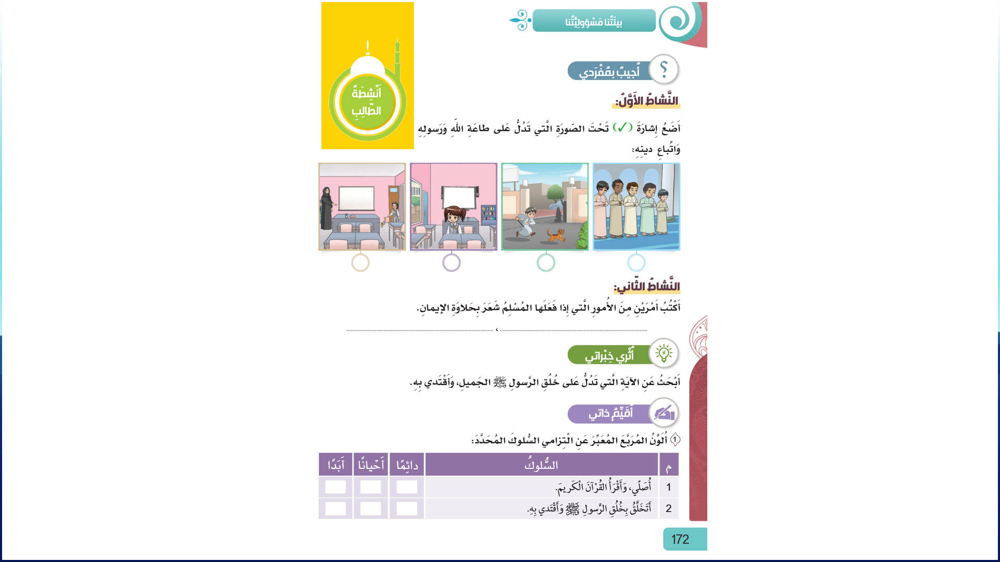 بيئَتُنا مَسْؤوليَّتُنا
أَنْشِطَةُ
الطّالِبِ
أُجيبُ بمُفْرَدي
النَّشاطُ الأَوَّلُ:
أَضَعُ إِشارَةَ (✓) تَحْتَ الصّورَةِ الَّتي تَدُلُّ عَلى طاعَةِ اللّهِ وَرَسولِهِ
وَاتِّباعِ دينِهِ:
النَّشاطُ الثّاني:
أَكْتُبُ أَمْرَيْنِ مِنَ الأُمورِ الَّتي إِذا فَعَلَها المُسْلِمُ شَعَرَ بِحَلاوَةِ الإيمانِ.
،
أُثْري خِبْراتي
أَبْحَثُ عَنِ الآيَةِ الَّتي تَدُلُّ عَلى خُلُقِ الرَّسولِ ﷺ الجَميلِ، وَأَقْتَدي بِهِ.
أُقَيِّمُ ذاتي
1 أُلَوِّنُ المُرَبَّعَ المُعَبِّرَ عَنِ الْتِزامي السُّلوكَ المُحَدَّدَ:
م السُّلوكُ دائِمًا أَحْيانًا أَبَدًا
1 أُصَلّي، وَأَقْرَأُ القُرْآنَ الْكَريمَ.
2 أَتَخَلَّقُ بِخُلُقِ الرَّسولِ ﷺ وَأَقْتَدي بِهِ.
172